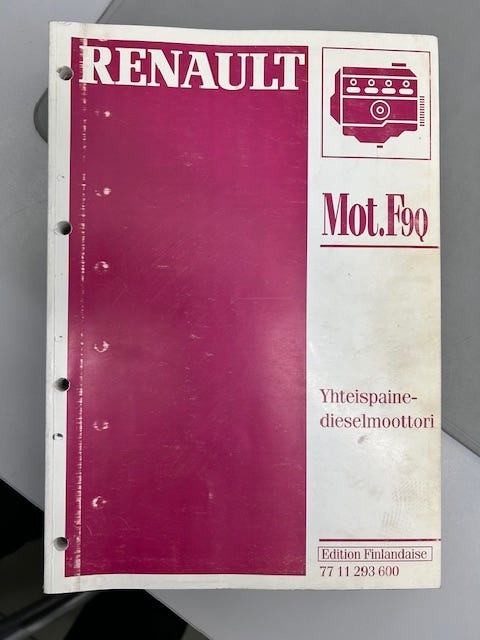 RENAULT
Mot.F9Q
Yhteispaine-
dieselmoottori
Edition Finlandaise
77 11 293 600